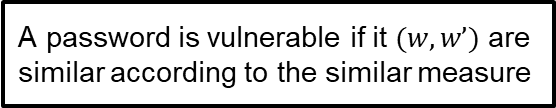 A password is vulnerable if it (w, w’) are
similar according to the similar measure